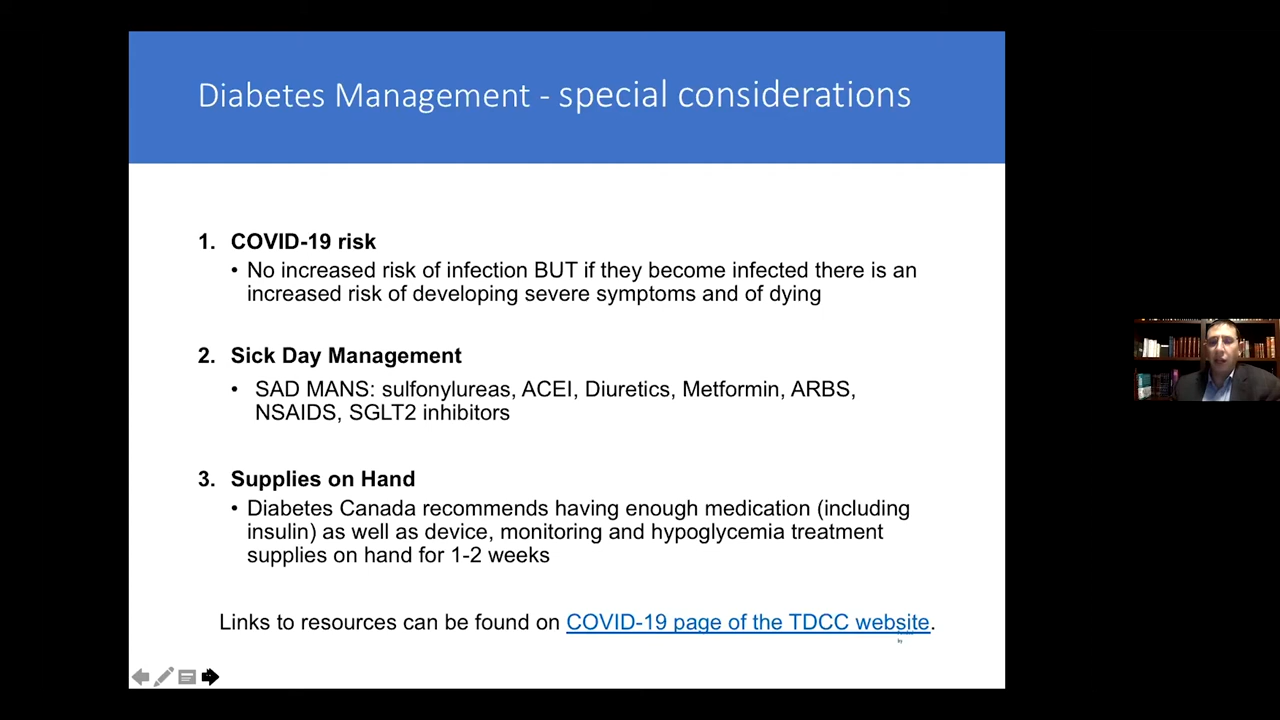 Diabetes Management - special considerations
1. COVID-19 risk
• No increased risk of infection BUT if they become infected there is an
increased risk of developing severe symptoms and of dying
2. Sick Day Management
• SAD MANS: sulfonylureas, ACEI, Diuretics, Metformin, ARBS,
NSAIDS, SGLT2 inhibitors
3. Supplies on Hand
• Diabetes Canada recommends having enough medication (including
insulin) as well as device, monitoring and hypoglycemia treatment
supplies on hand for 1-2 weeks
Links to resources can be found on COVID-19 page of the TDCC website.